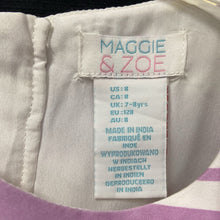 MAGGIE
& ZOE
US: 8
CA: 8
UK: 7-8yrs
EU: 128
AU: 8
MADE IN INDIA
FABRIQUÉ EN
INDE
WYPRODUKOWANO
W INDIACH
HERGESTELLT
IN INDIEN
GEPRODUCEERD
IN INDIA